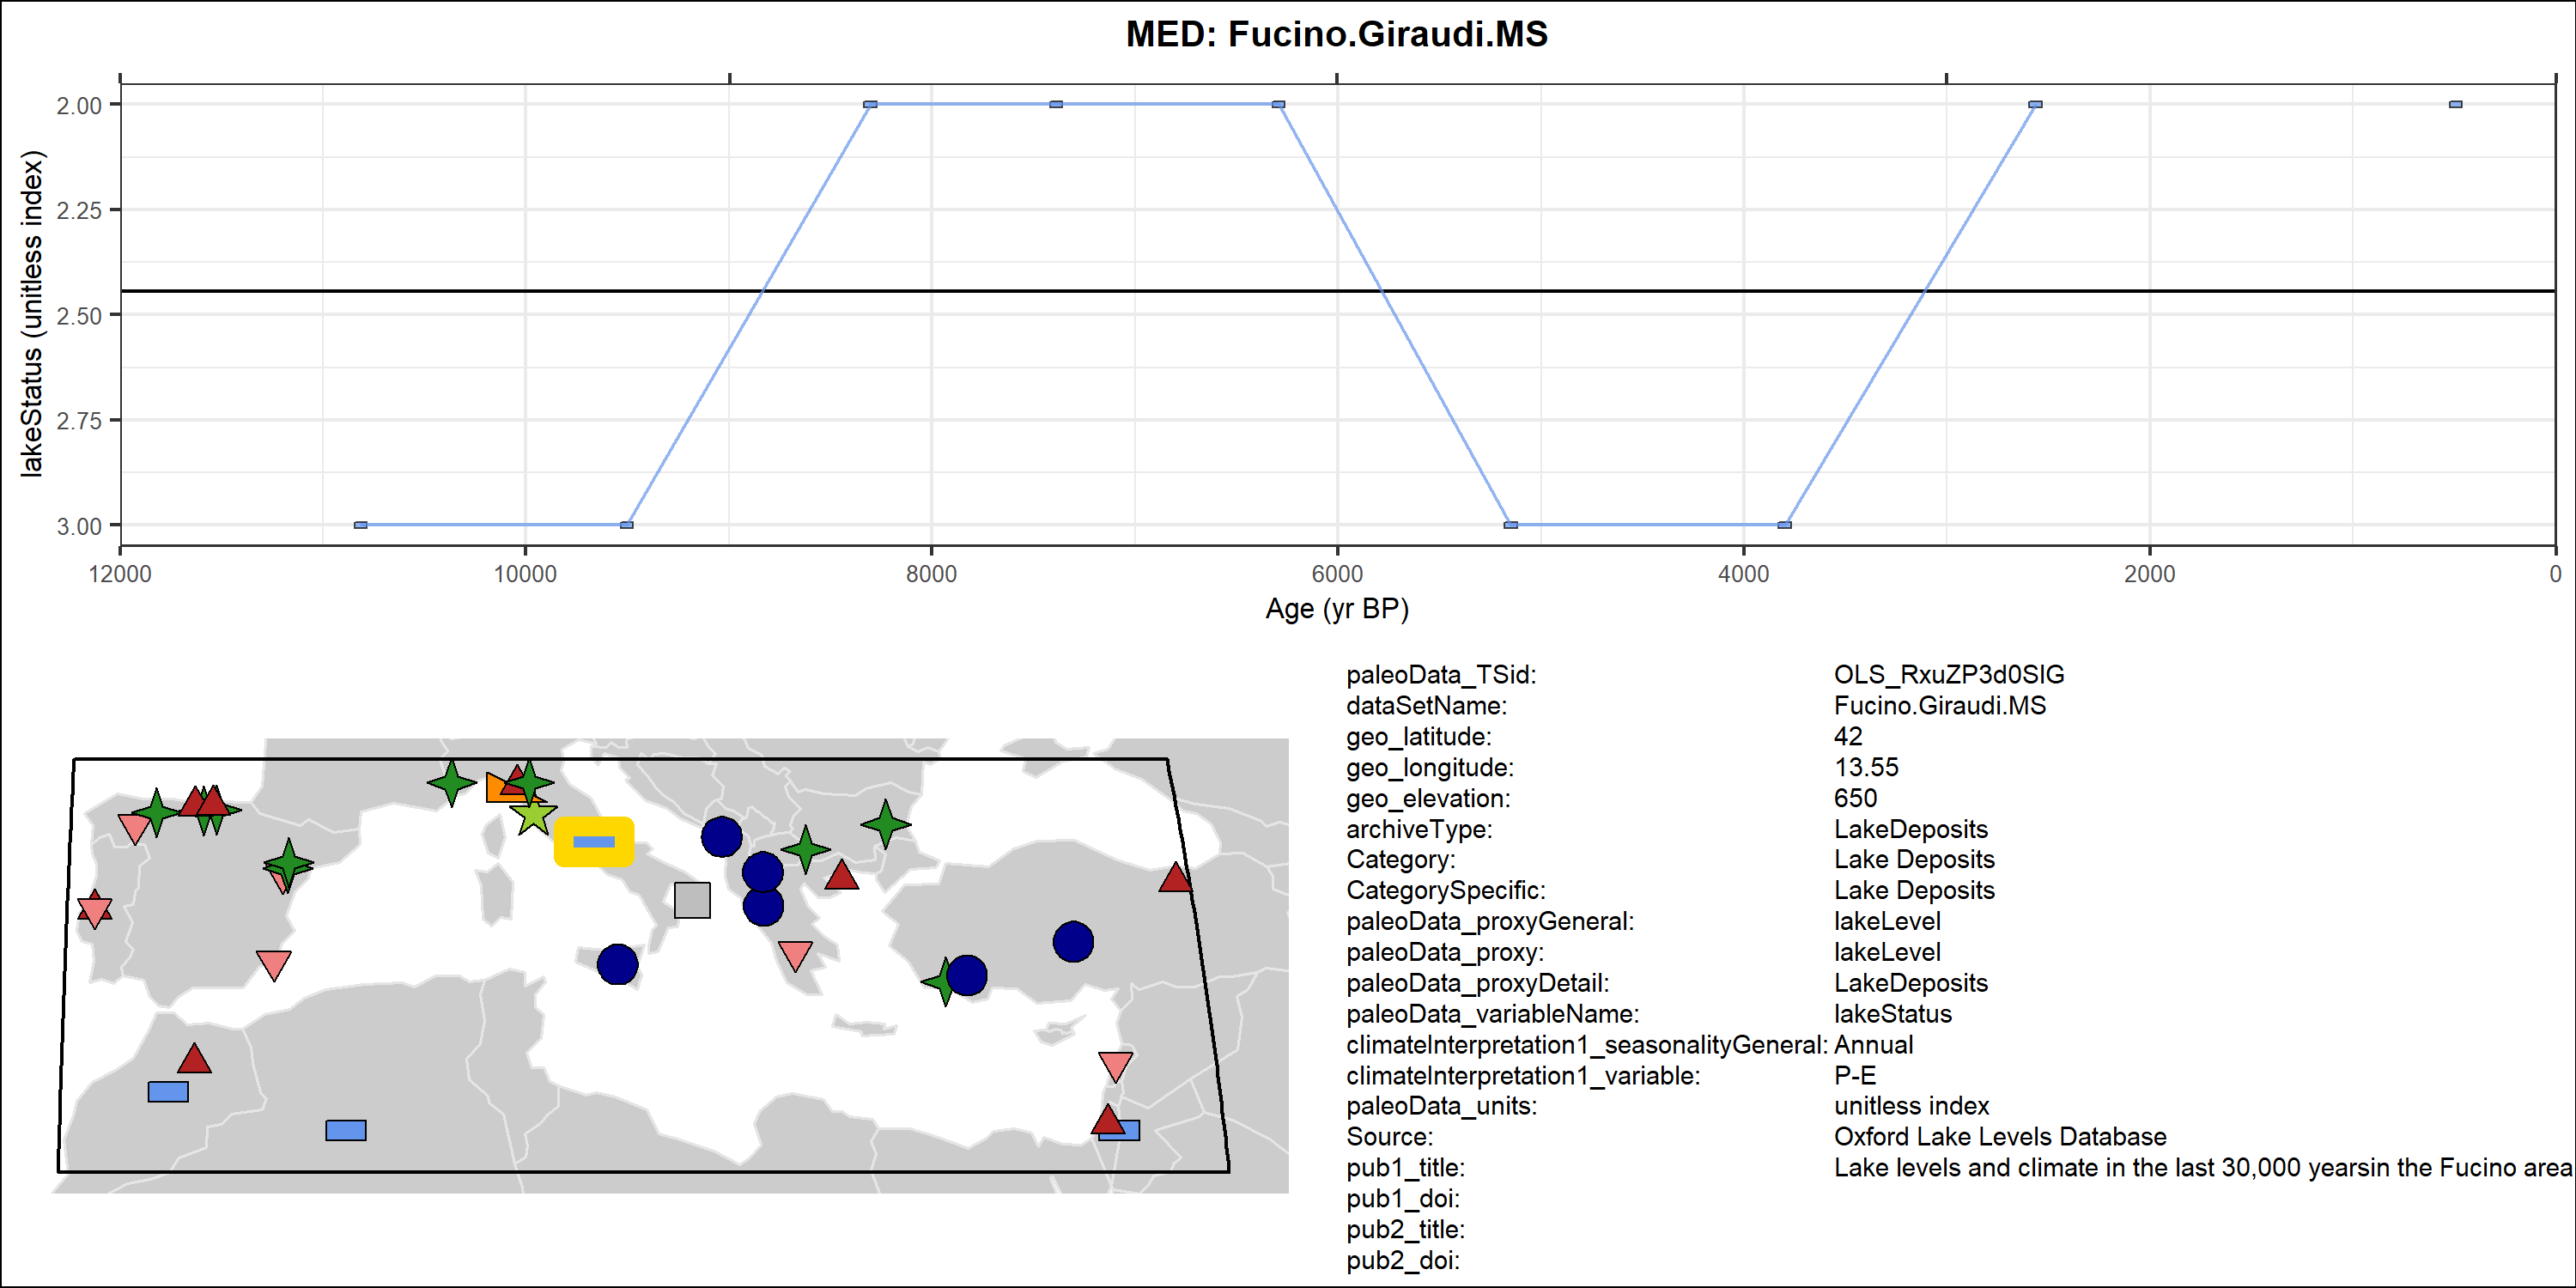 MED: Fucino.Giraudi.MS
lakeStatus (unitless index)
2.00
2.25
2.50
2.75
3.00
12000 10000 8000 6000 4000 2000 0
Age (yr BP)
paleoData_TSid: OLS_RxuZP3d0SIG
dataSetName: Fucino.Giraudi.MS
geo_latitude: 42
geo_longitude: 13.55
geo_elevation: 650
archiveType: LakeDeposits
Category: Lake Deposits
CategorySpecific: Lake Deposits
paleoData_proxyGeneral: lakeLevel
paleoData_proxy: lakeLevel
paleoData_proxyDetail: LakeDeposits
paleoData_variableName: lakeStatus
climateInterpretation1_seasonalityGeneral: Annual
climateInterpretation1_variable: P-E
paleoData_units: unitless index
Source: Oxford Lake Levels Database
pub1_title: Lake levels and climate in the last 30,000 yearsin the Fucino area
pub1_doi:
pub2_title:
pub2_doi: